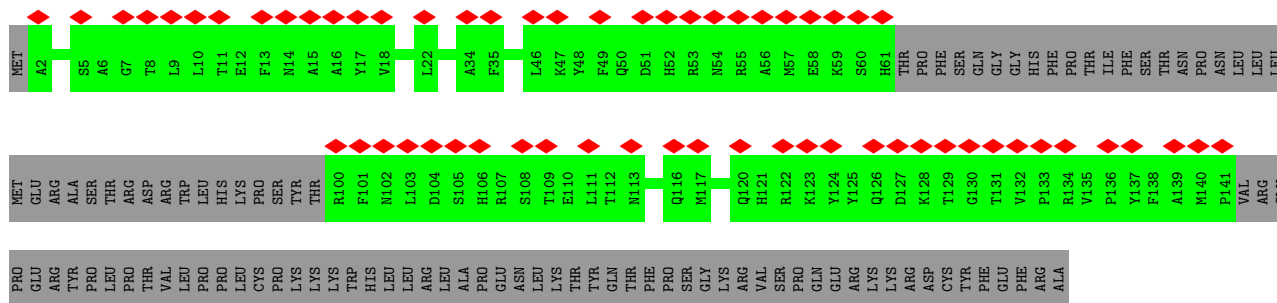 MET A2 S5 A6 G7 T8 L9 L10 T11 E12 F13 N14 A15 A16 Y17 V18 L22 A34 F35 L46 K47 Y48 F49 Q50 D51 H52 R53 N54 R55 A56 M57 E58 K59 S60 H61 THR PRO PHE SER GLN GLY GLY HIS PHE PHE PRO THR ILE PHE SER THR ASN PRO ASN LEU LEU LEU
MET GLU ARG ALA SER THR ARG ASP ARG TRP LEU HIS LYS PRO SER TYR THR R100 F101 N102 L103 D104 S105 H106 R107 S108 T109 E110 L111 T112 N113 Q116 M117 Q120 H121 R122 K123 Y124 Y125 Q126 D127 K128 T129 G130 T131 V132 P133 R134 V135 P136 Y137 F138 A139 M140 P141 VAL ARG
PRO GLU ARG TYR PRO LEU LEU PRO THR VAL LEU PRO PRO LEU CYS PRO LYS LYS LYS TRP HIS LEU LEU ARG LEU ALA PRO GLU ASN LEU LYS THR TYR GLN THR PHE PRO SER GLY LYS ARG VAL SER PRO GLN GLU ARG LYS LYS ARG ASP CYS TYR PHE GLU PHE ARG ALA